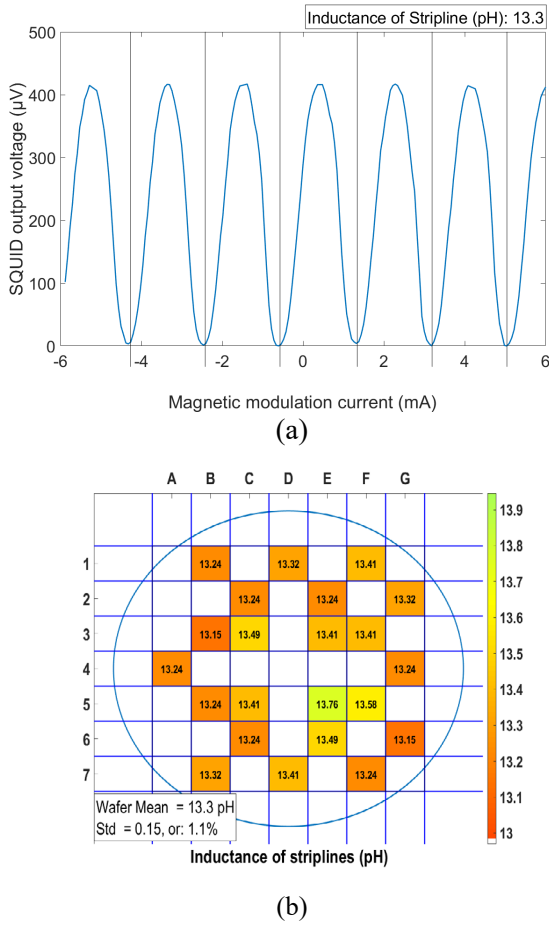 Inductance of Stripline (pH): 13.3
500
400
300
200
100
0
SQUID output voltage (µV)
-6 -4 -2 0 2 4 6
Magnetic modulation current (mA)
(a)
A B C D E F G
1 13.24 13.32 13.41
2 13.24 13.24 13.32
3 13.15 13.49 13.41 13.41
4 13.24 13.24
5 13.24 13.41 13.76 13.58
6 13.24 13.49 13.15
7 13.32 13.41 13.24
Wafer Mean = 13.3 pH
Std = 0.15, or: 1.1%
Inductance of striplines (pH)
13.9
13.8
13.7
13.6
13.5
13.4
13.3
13.2
13.1
13
(b)